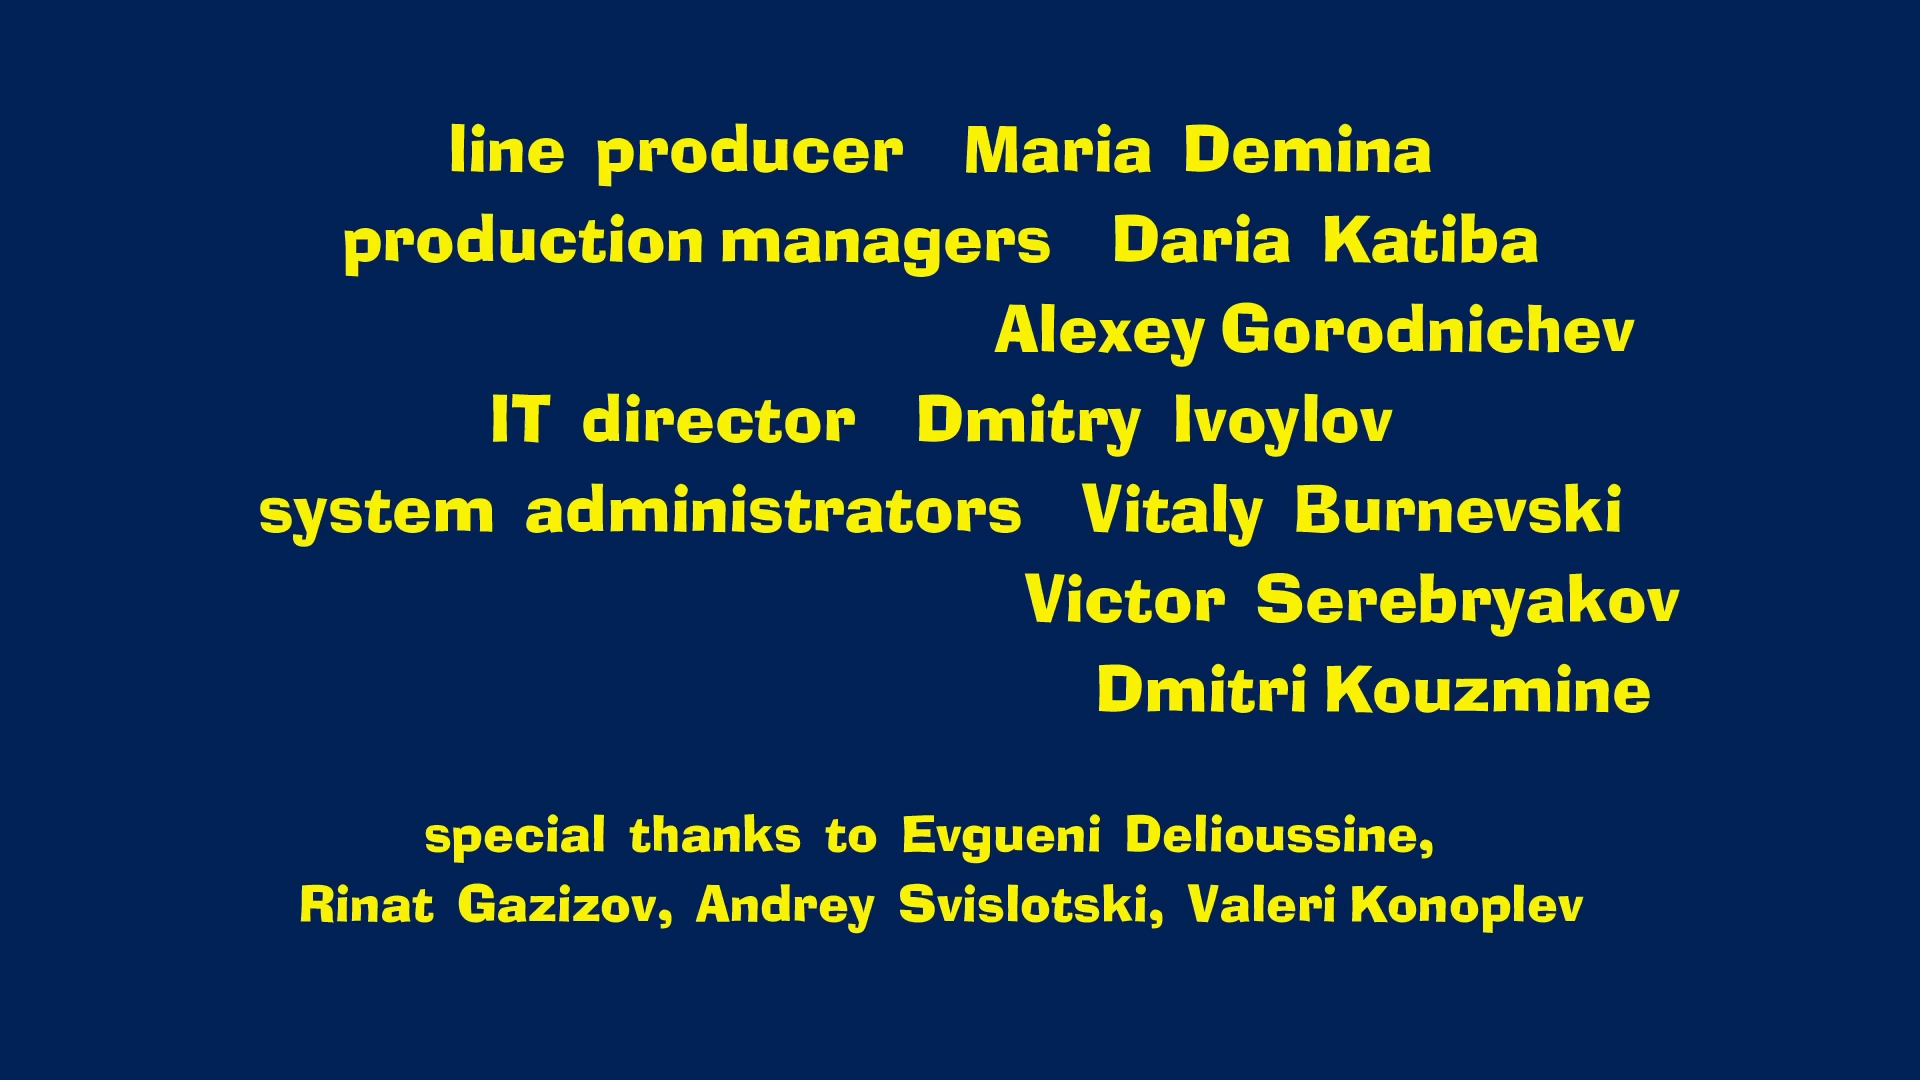 line producer Maria Demina
production managers Daria Katiba
Alexey Gorodnichev
IT director Dmitry Ivoylov
system administrators Vitaly Burnevski
Victor Serebryakov
Dmitri Kouzmine
special thanks to Evgueni Delioussine,
Rinat Gazizov, Andrey Svislotski, Valeri Konoplev